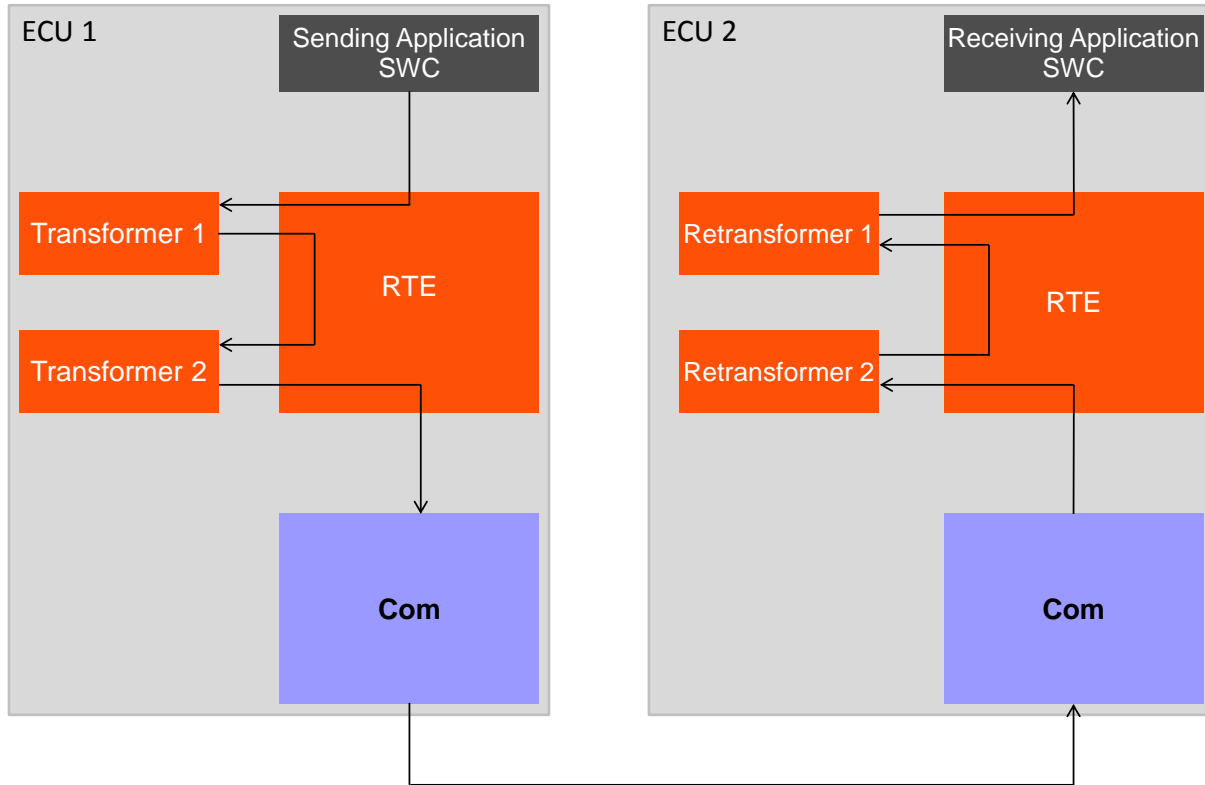 ECU 1
Sending Application
SWC
Transformer 1
RTE
Transformer 2
Com
ECU 2
Receiving Application
SWC
Retransformer 1
RTE
Retransformer 2
Com